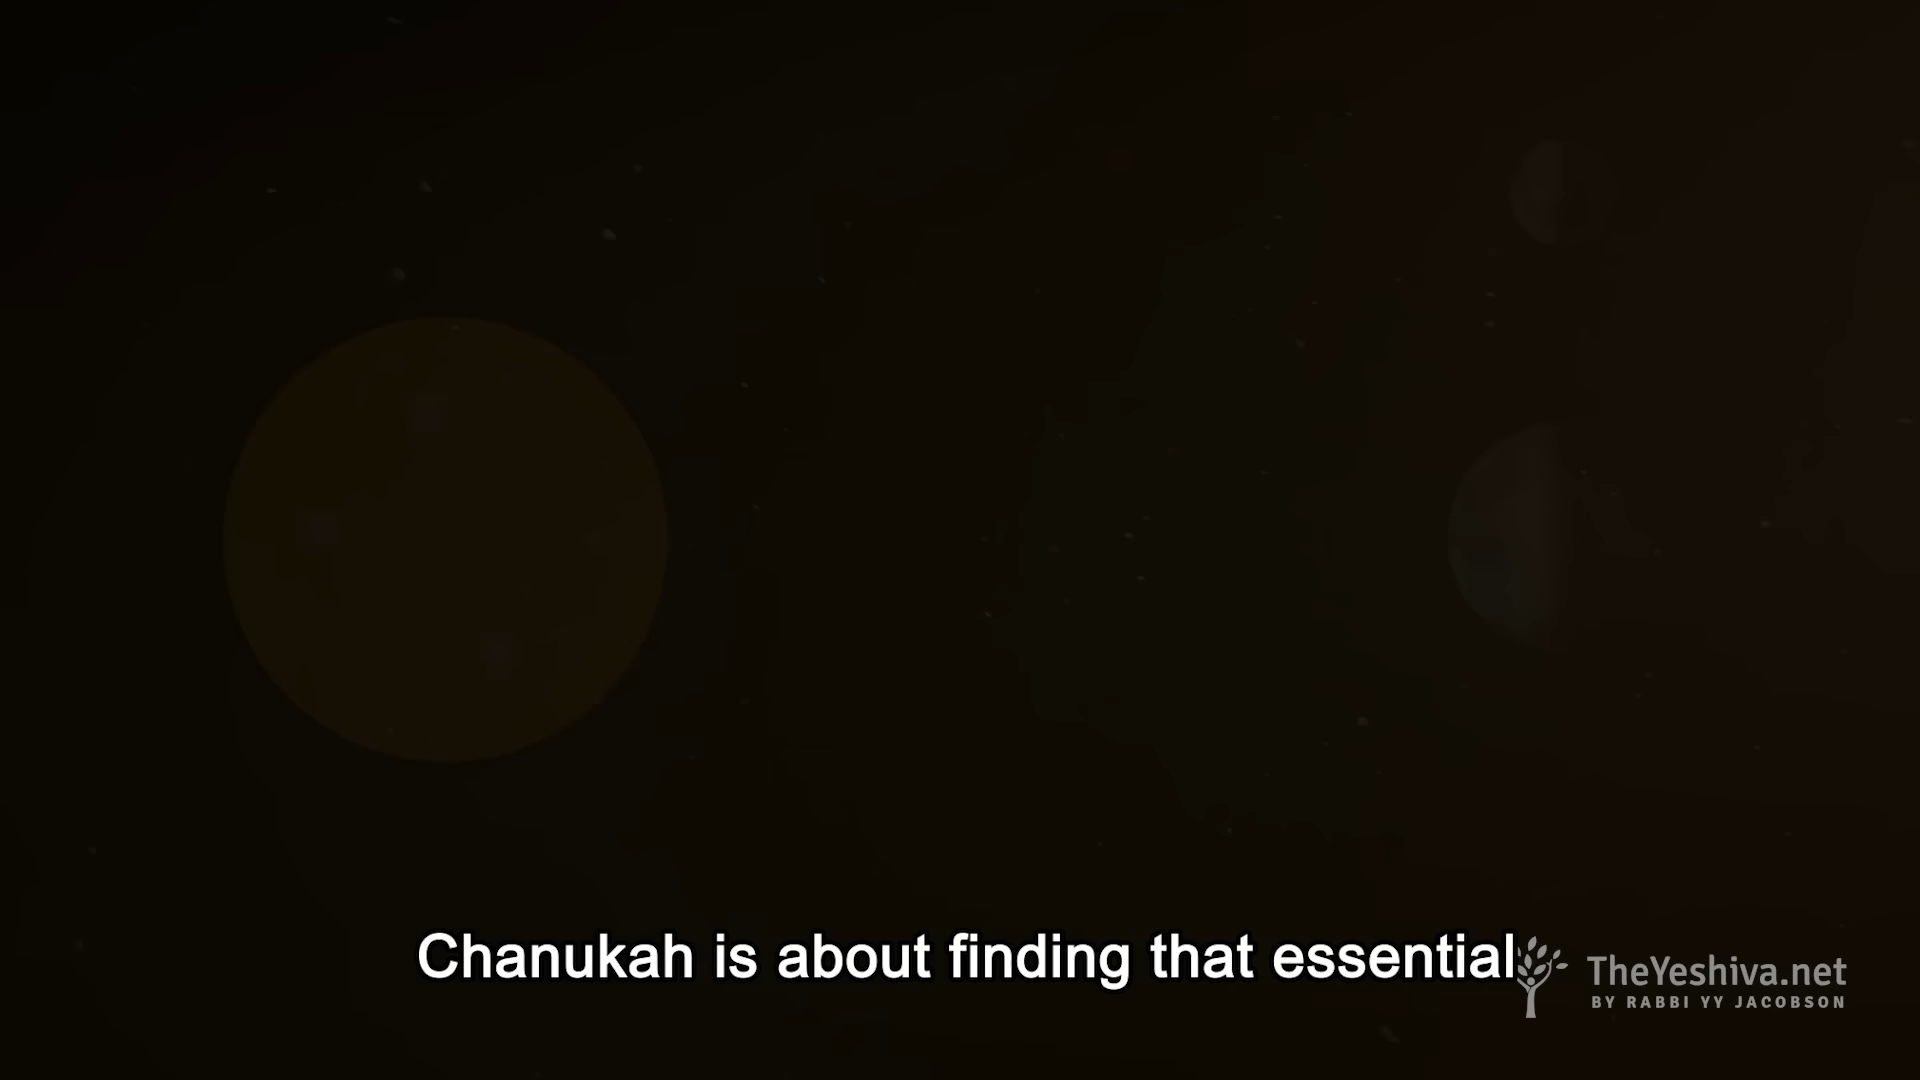 Chanukah is about finding that essential
TheYeshiva.net
BY RABBI YY JACOBSON